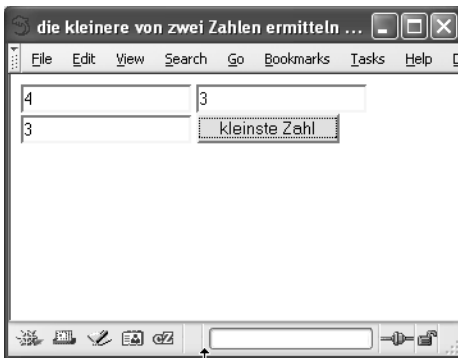 die kleinere von zwei Zahlen ermitteln ...
File Edit View Search Go Bookmarks Tasks Help
4 3
3 kleinste Zahl